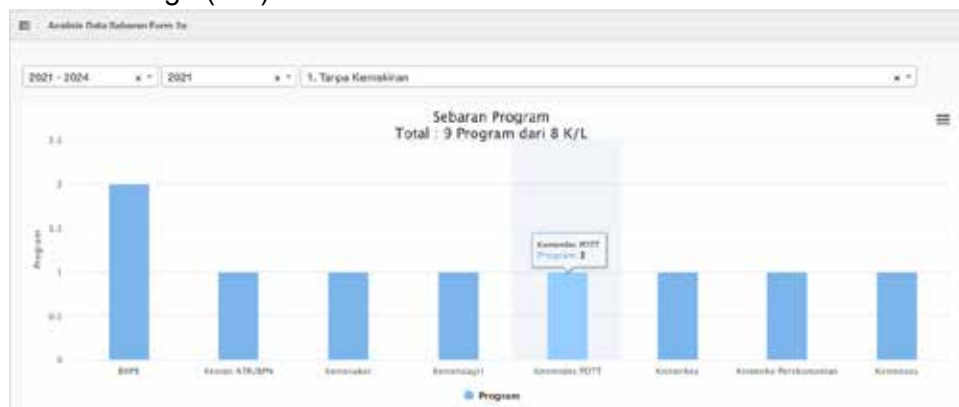 Analisis Data Sebaran Form 3a
2021 - 2024 x 2021 x 1. Tanpa Kemiskinan x
Sebaran Program
Total : 9 Program dari 8 K/L
2.5
2
1.5
1
0.5
0
Program
Kemendes PDTT
Program: 1
Kemen ATR/BPN Kemenaker Kemendagri Kemendes PDTT Kemenkeu Kemenko Perekonomian Kemensos
Program